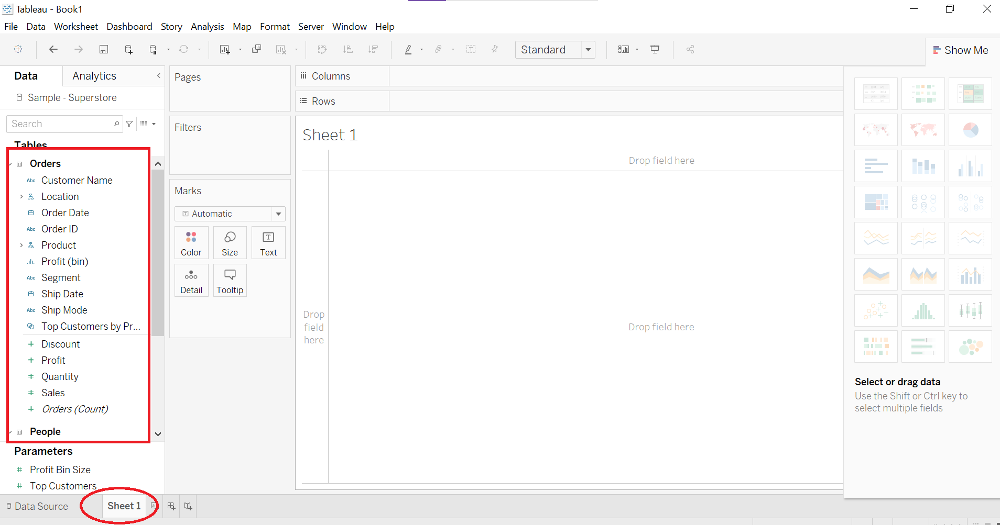 Tableau - Book1
File Data Worksheet Dashboard Story Analysis Map Format Server Window Help
Standard
Show Me
Data Analytics
Sample - Superstore
Search
Tables
Orders
Abc Customer Name
Location
Order Date
Abc Order ID
Product
Profit (bin)
Abc Segment
Ship Date
Abc Ship Mode
Top Customers by Pr...
# Discount
# Profit
# Quantity
# Sales
# Orders (Count)
People
Parameters
# Profit Bin Size
# Top Customers
Pages
Filters
Marks
T Automatic
Color Size T Text
Detail Tooltip
Columns
Rows
Sheet 1
Drop field here
Drop
field
here
Drop field here
Select or drag data
Use the Shift or Ctrl key to
select multiple fields
Data Source Sheet 1